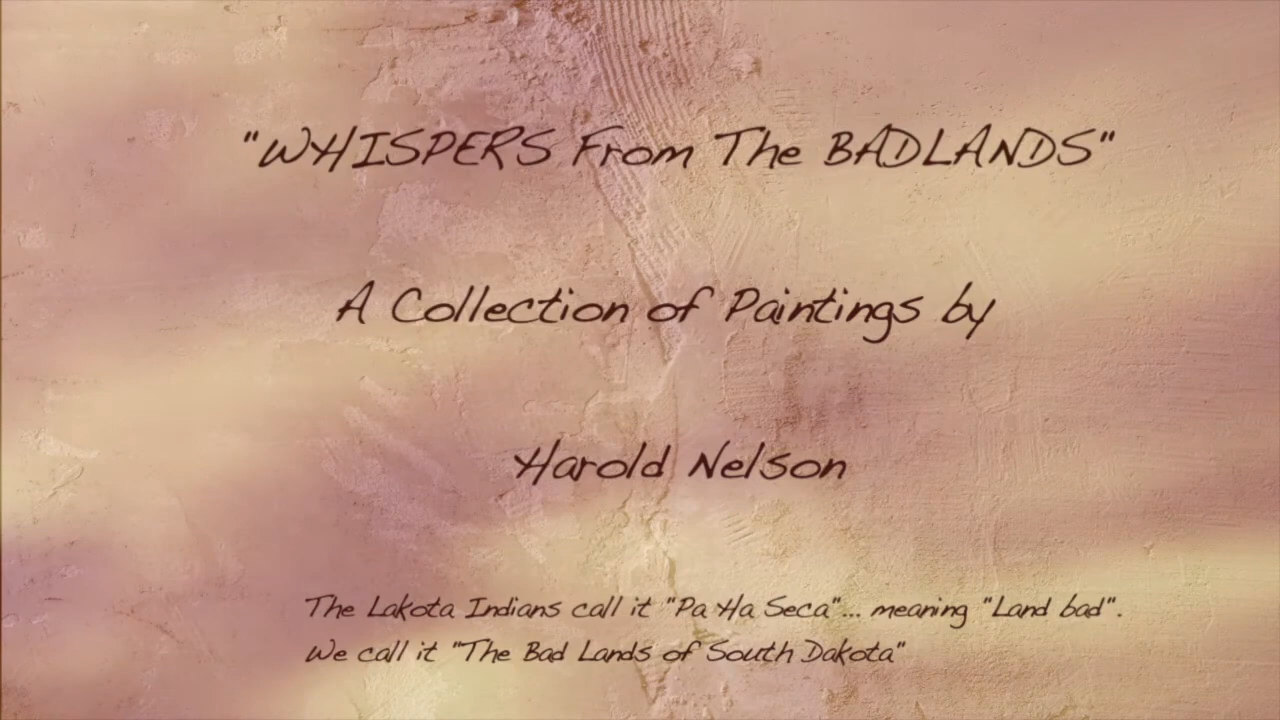 "WHISPERS From The BADLANDS"
A Collection of Paintings by
Harold Nelson
The Lakota Indians call it "Pa Ha Seca"... meaning "Land bad".
We call it "The Bad Lands of South Dakota"